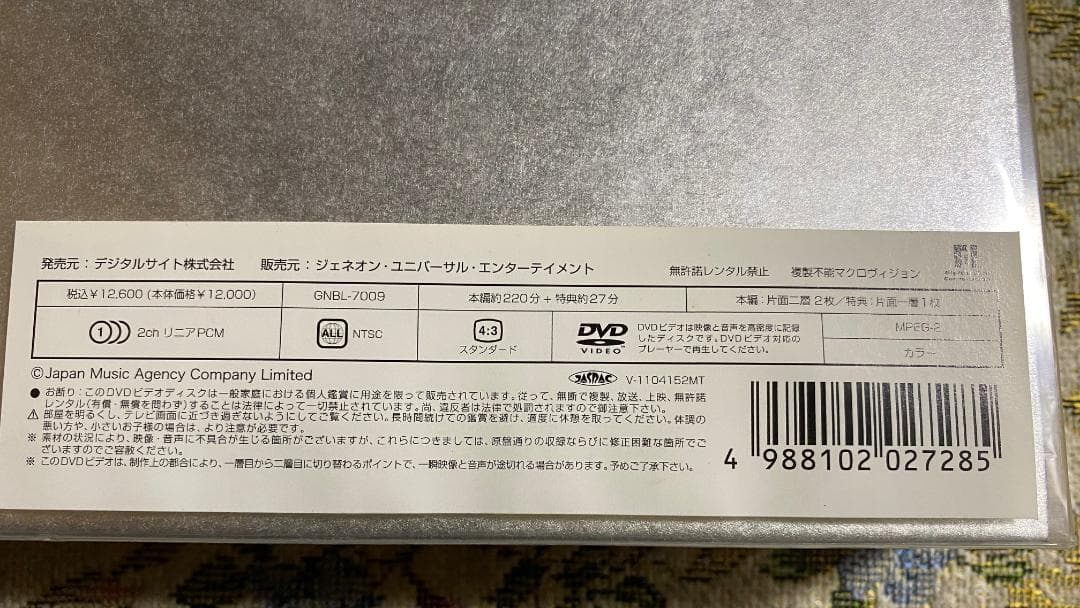 発売元：デジタルサイト株式会社　販売元：ジェネオン・ユニバーサル・エンターテイメント　無許諾レンタル禁止　複製不能マクロヴィジョン
税込￥12,600（本体価格￥12,000）　GNBL-7009　本編約220分＋特典約27分　本編：片面二層2枚／特典：片面一層1枚
1 2ch リニアPCM　ALL NTSC　4:3 スタンダード　DVD VIDEO
DVDビデオは映像と音声を高密度に記録
したディスクです。DVDビデオ対応の
プレーヤーで再生してください。
MPEG-2
カラー
©Japan Music Agency Company Limited　JASRAC V-1104152MT
● お断り：このDVDビデオディスクは一般家庭における個人鑑賞に用途を限って販売されています。従って、無断で複製、放送、上映、無許諾
レンタル（有償・無償を問わず）することは法律によって一切禁止されています。尚、違反者は法律で処罰されますのでご注意下さい。
⚠ 部屋を明るくし、テレビ画面に近づき過ぎないようにしてご覧ください。長時間続けての鑑賞を避け、適度に休憩を取ってください。体調の
悪い方や、小さいお子様の場合は、より注意が必要です。
※ 素材の状況により、映像・音声に不具合が生じる箇所がございますが、これらにつきましては、原盤通りの収録ならびに修正困難な箇所でご
ざいますのでご容赦ください。
※ このDVDビデオは、制作上の都合により、一層目から二層目に切り替わるポイントで、一瞬映像と音声が途切れる場合があります。予めご了承下さい。
4 988102 027285